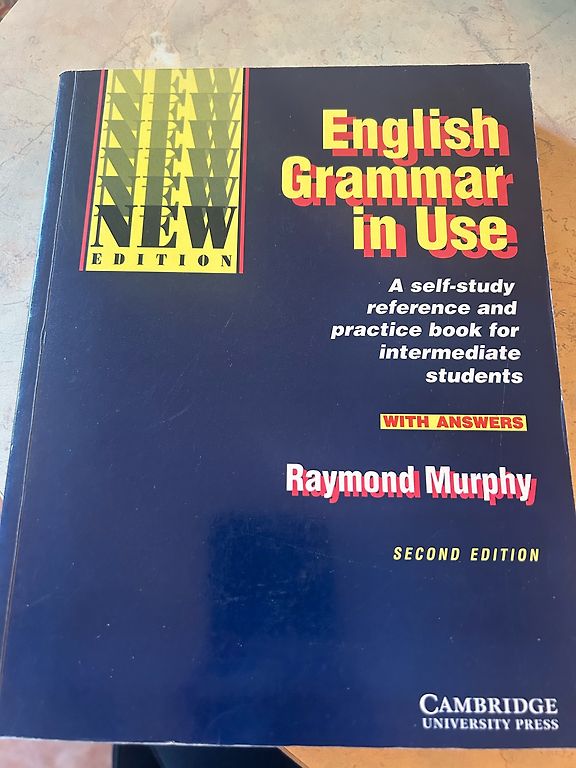 NEW
NEW
NEW
NEW
NEW
NEW
EDITION
English
Grammar
in Use
A self-study
reference and
practice book for
intermediate
students
WITH ANSWERS
Raymond Murphy
SECOND EDITION
CAMBRIDGE
UNIVERSITY PRESS